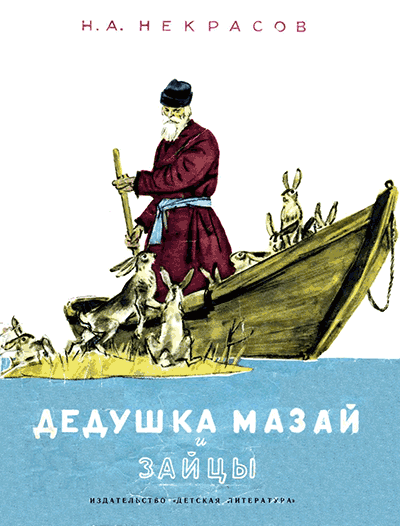 Н.А. НЕКРАСОВ
ДЕДУШКА МАЗАЙ
и
ЗАЙЦЫ
ИЗДАТЕЛЬСТВО «ДЕТСКАЯ ЛИТЕРАТУРА»